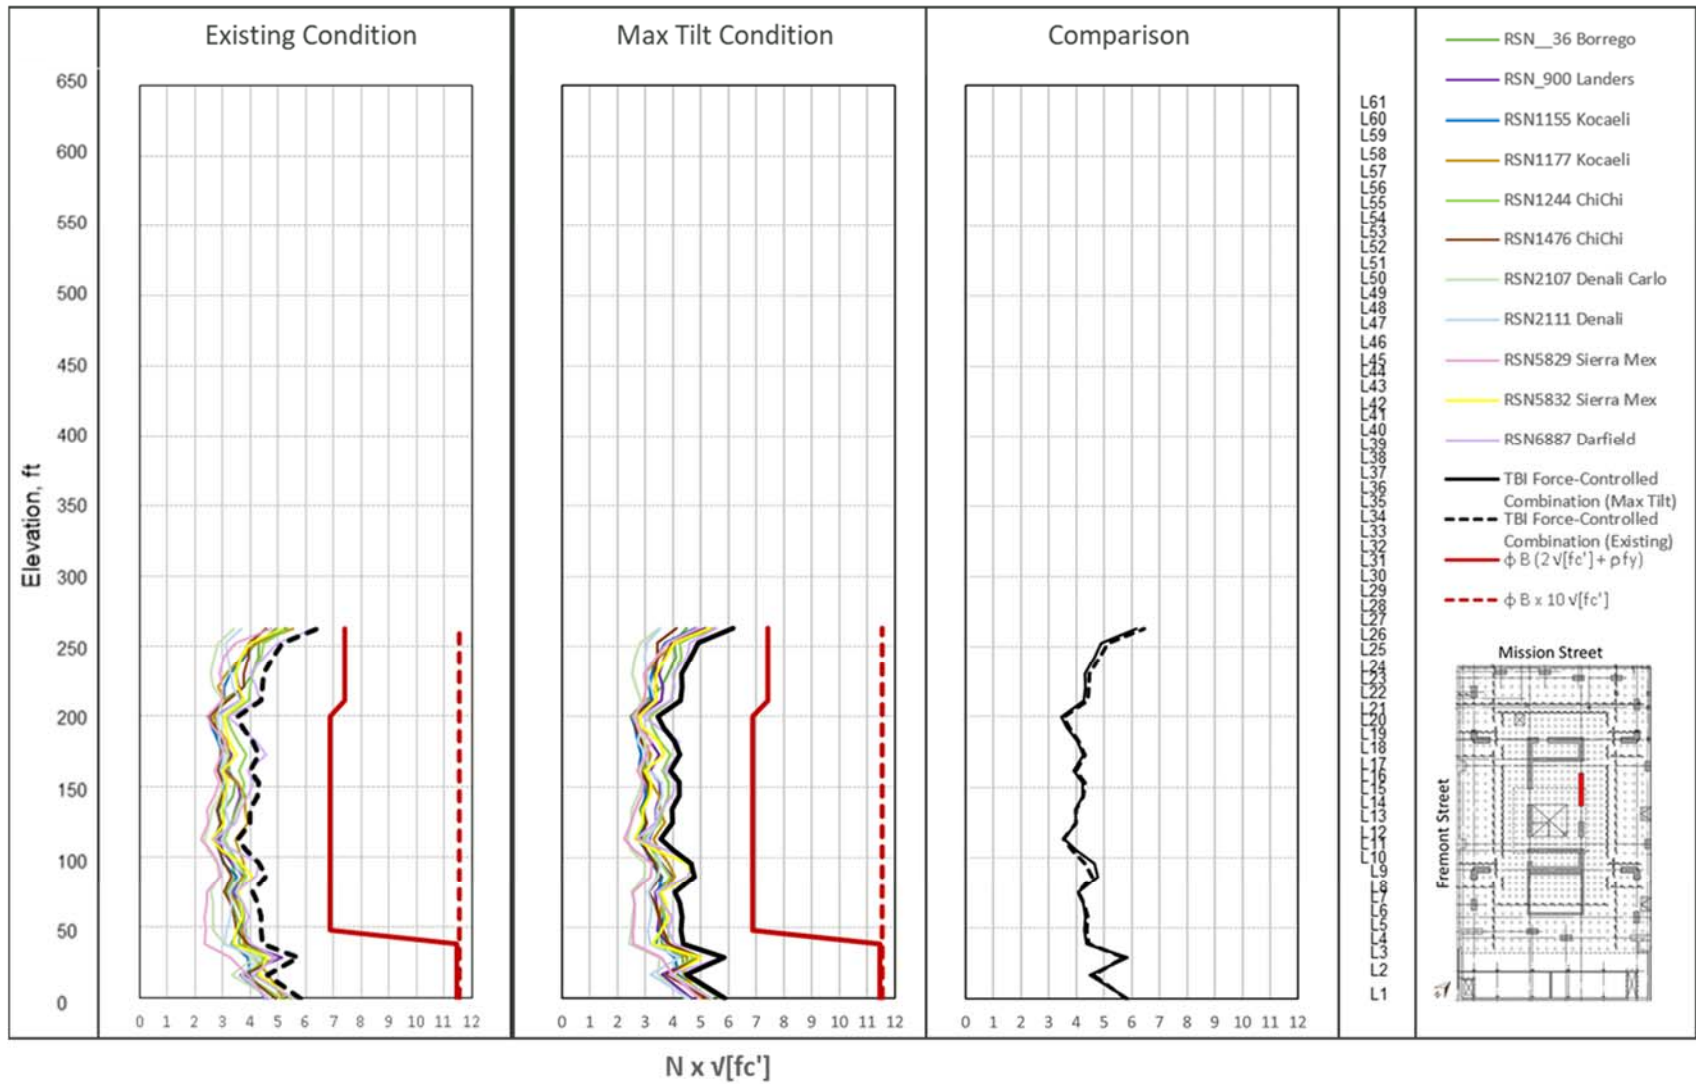 Existing Condition
Max Tilt Condition
Comparison
Elevation, ft
650
600
550
500
450
400
350
300
250
200
150
100
50
0
0 1 2 3 4 5 6 7 8 9 10 11 12
0 1 2 3 4 5 6 7 8 9 10 11 12
0 1 2 3 4 5 6 7 8 9 10 11 12
N x √[fc']
L61
L60
L59
L58
L57
L56
L55
L54
L53
L52
L51
L50
L49
L48
L47
L46
L45
L44
L43
L42
L41
L40
L39
L38
L37
L36
L35
L34
L33
L32
L31
L30
L29
L28
L27
L26
L25
L24
L23
L22
L21
L20
L19
L18
L17
L16
L15
L14
L13
L12
L11
L10
L9
L8
L7
L6
L5
L4
L3
L2
L1
RSN__36 Borrego
RSN_900 Landers
RSN1155 Kocaeli
RSN1177 Kocaeli
RSN1244 ChiChi
RSN1476 ChiChi
RSN2107 Denali Carlo
RSN2111 Denali
RSN5829 Sierra Mex
RSN5832 Sierra Mex
RSN6887 Darfield
TBI Force-Controlled
Combination (Max Tilt)
TBI Force-Controlled
Combination (Existing)
ϕ B (2 √[fc'] + ρ fy)
ϕ B x 10 √[fc']
Mission Street
Fremont Street